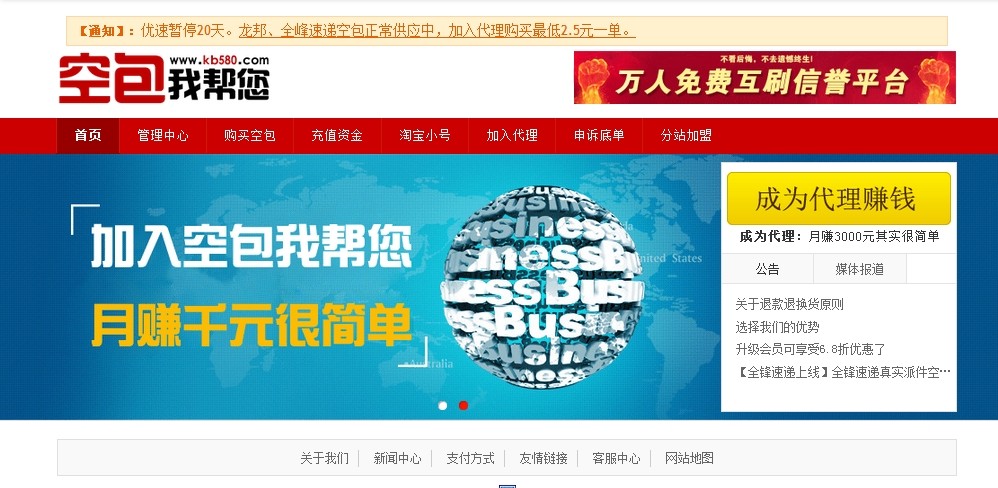 【通知】：优速暂停20天。龙邦、全峰速递空包正常供应中，加入代理购买最低2.5元一单。
空包我帮您
www.kb580.com
不看后悔，不去遗憾终生!
万人免费互刷信誉平台
首页 管理中心 购买空包 充值资金 淘宝小号 加入代理 申诉底单 分站加盟
加入空包我帮您
月赚千元很简单
Business
Business
inessB
essBus
Busi
Business
United States
Australia
成为代理赚钱
成为代理：月赚3000元其实很简单
公告 媒体报道
关于退款退换货原则
选择我们的优势
升级会员可享受6.8折优惠了
【全锋速递上线】全锋速递真实派件空…
关于我们 新闻中心 支付方式 友情链接 客服中心 网站地图